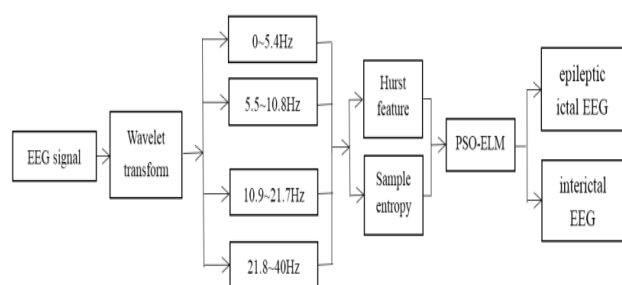 EEG signal
Wavelet
transform
0~5.4Hz
5.5~10.8Hz
10.9~21.7Hz
21.8~40Hz
Hurst
feature
Sample
entropy
PSO-ELM
epileptic
ictal EEG
interictal
EEG